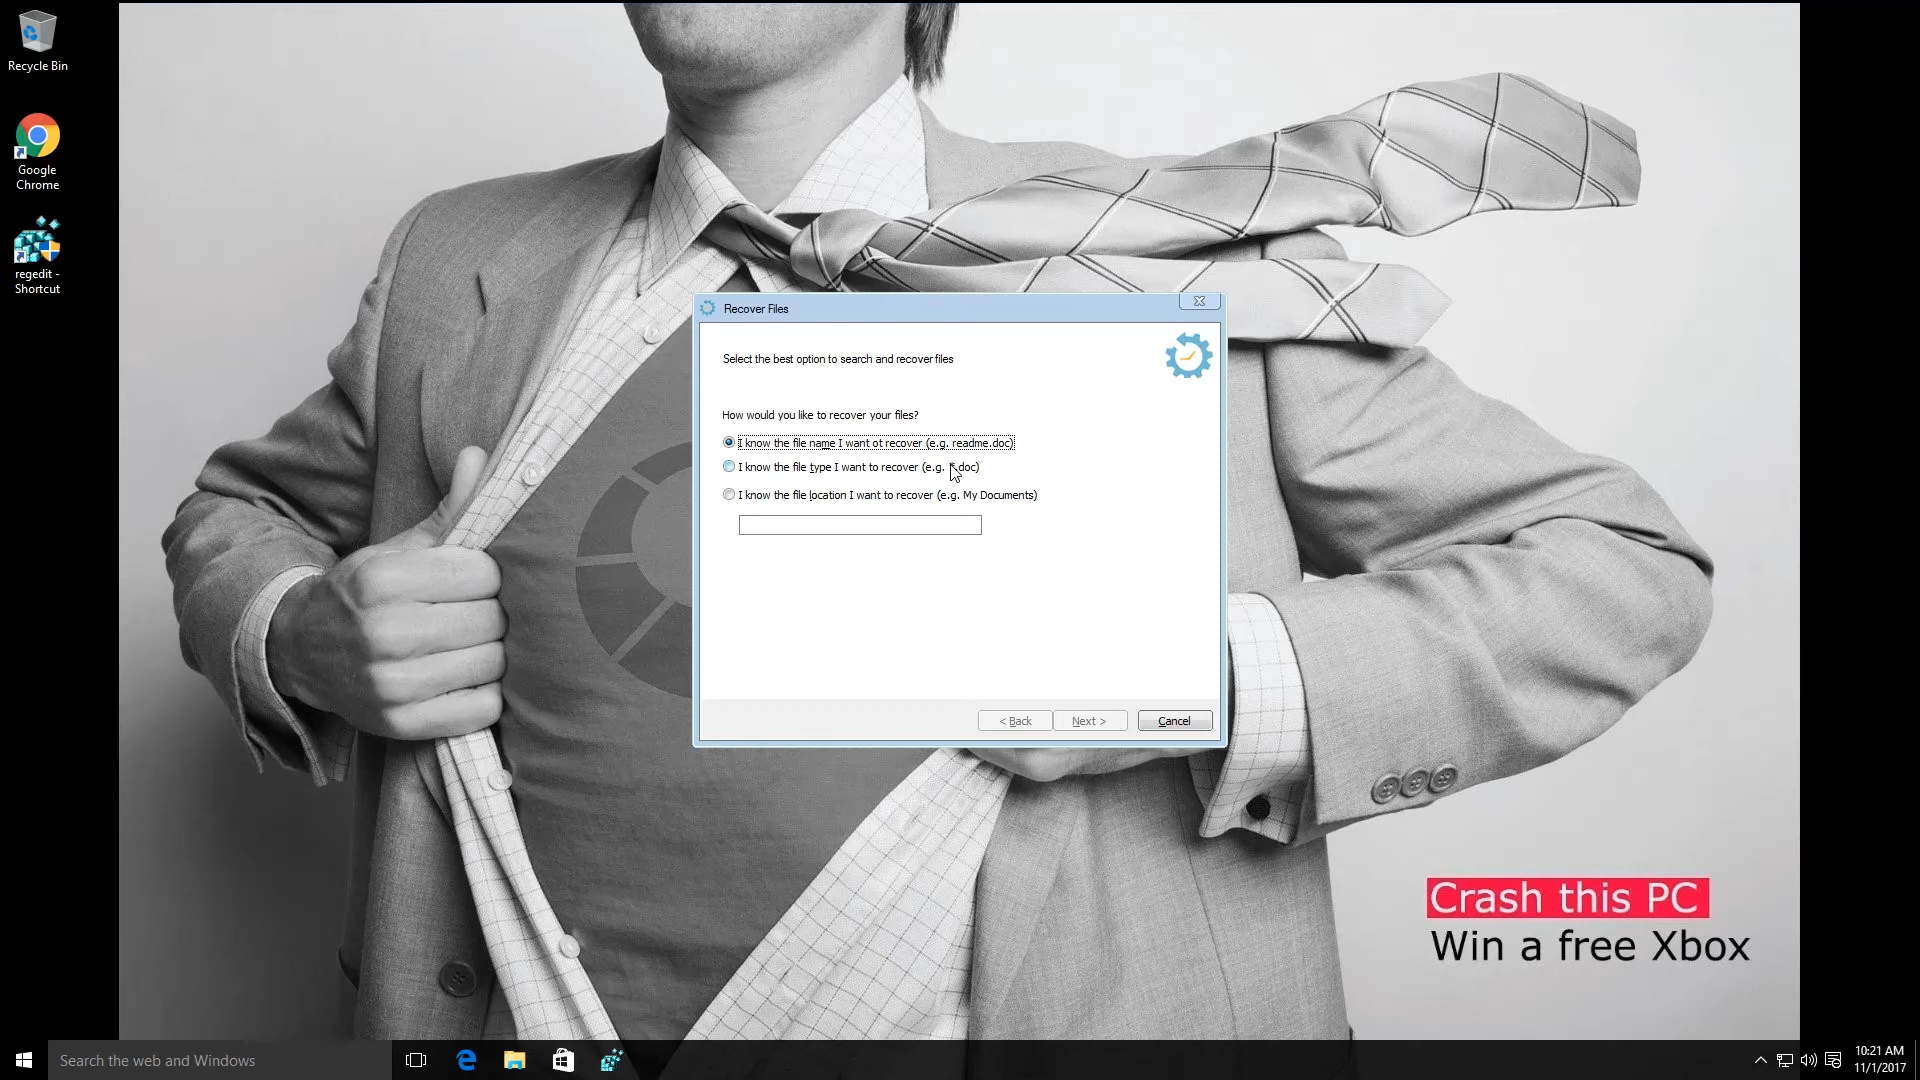 Recycle Bin
Google
Chrome
regedit -
Shortcut
Recover Files
Select the best option to search and recover files
How would you like to recover your files?
I know the file name I want ot recover (e.g. readme.doc)
I know the file type I want to recover (e.g. *.doc)
I know the file location I want to recover (e.g. My Documents)
< Back
Next >
Cancel
Crash this PC
Win a free Xbox
Search the web and Windows
10:21 AM
11/1/2017